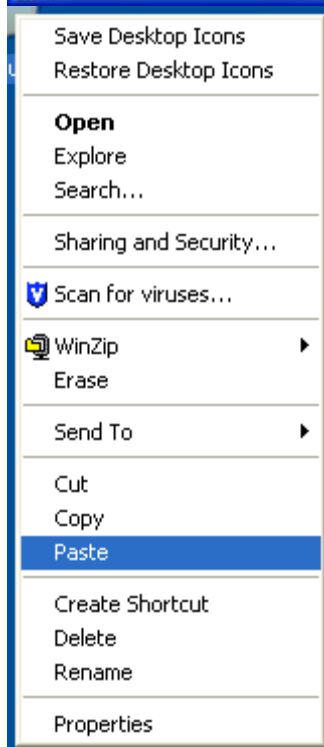 Save Desktop Icons
Restore Desktop Icons
Open
Explore
Search...
Sharing and Security...
Scan for viruses...
WinZip
Erase
Send To
Cut
Copy
Paste
Create Shortcut
Delete
Rename
Properties